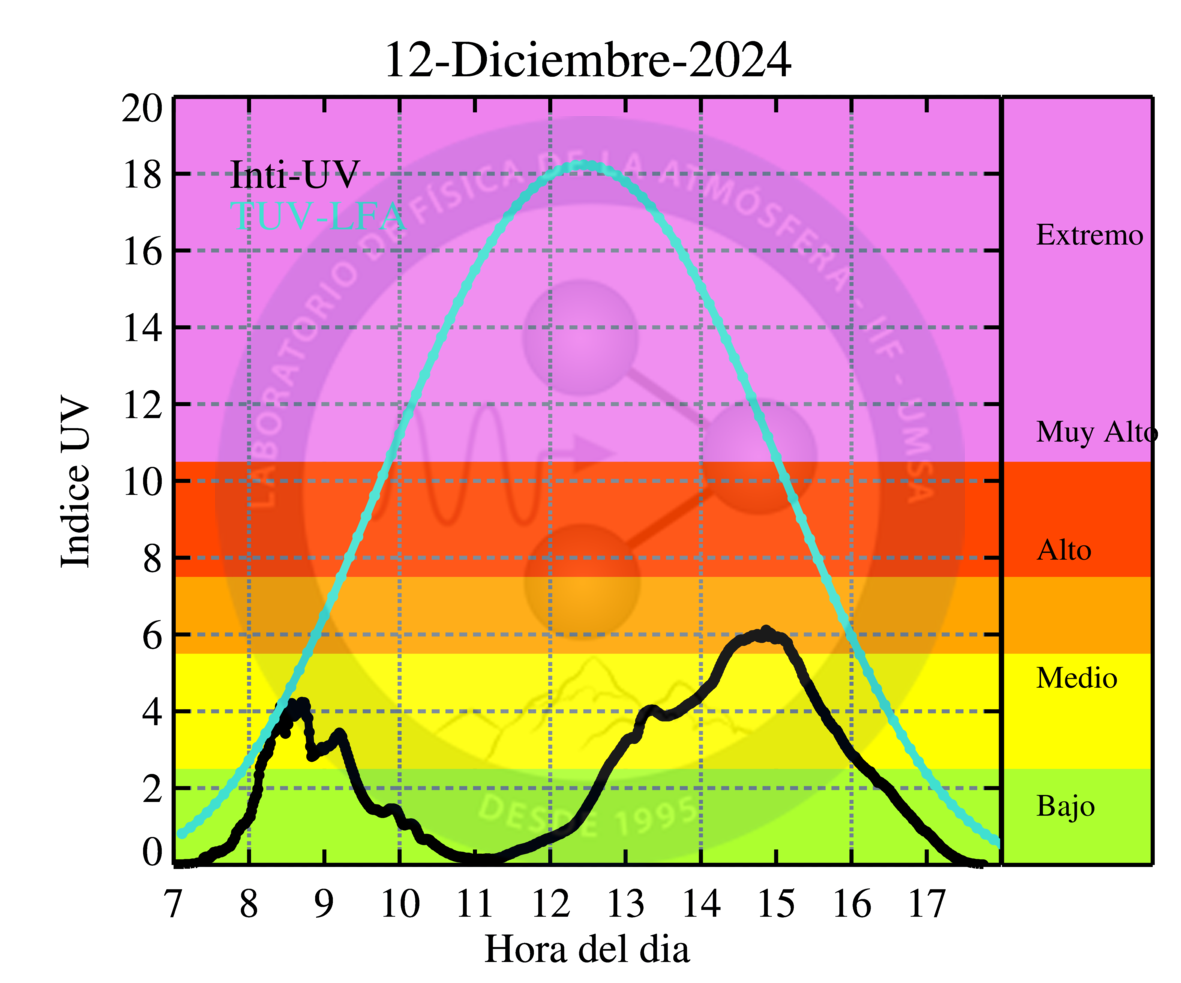 12-Diciembre-2024
20
18
16
14
12
10
8
6
4
2
0
Indice UV
Inti-UV
TUV-LFA
LABORATORIO DE FÍSICA DE LA ATMÓSFERA - IIF - UMSA
DESDE 1995
Extremo
Muy Alto
Alto
Medio
Bajo
7 8 9 10 11 12 13 14 15 16 17
Hora del dia